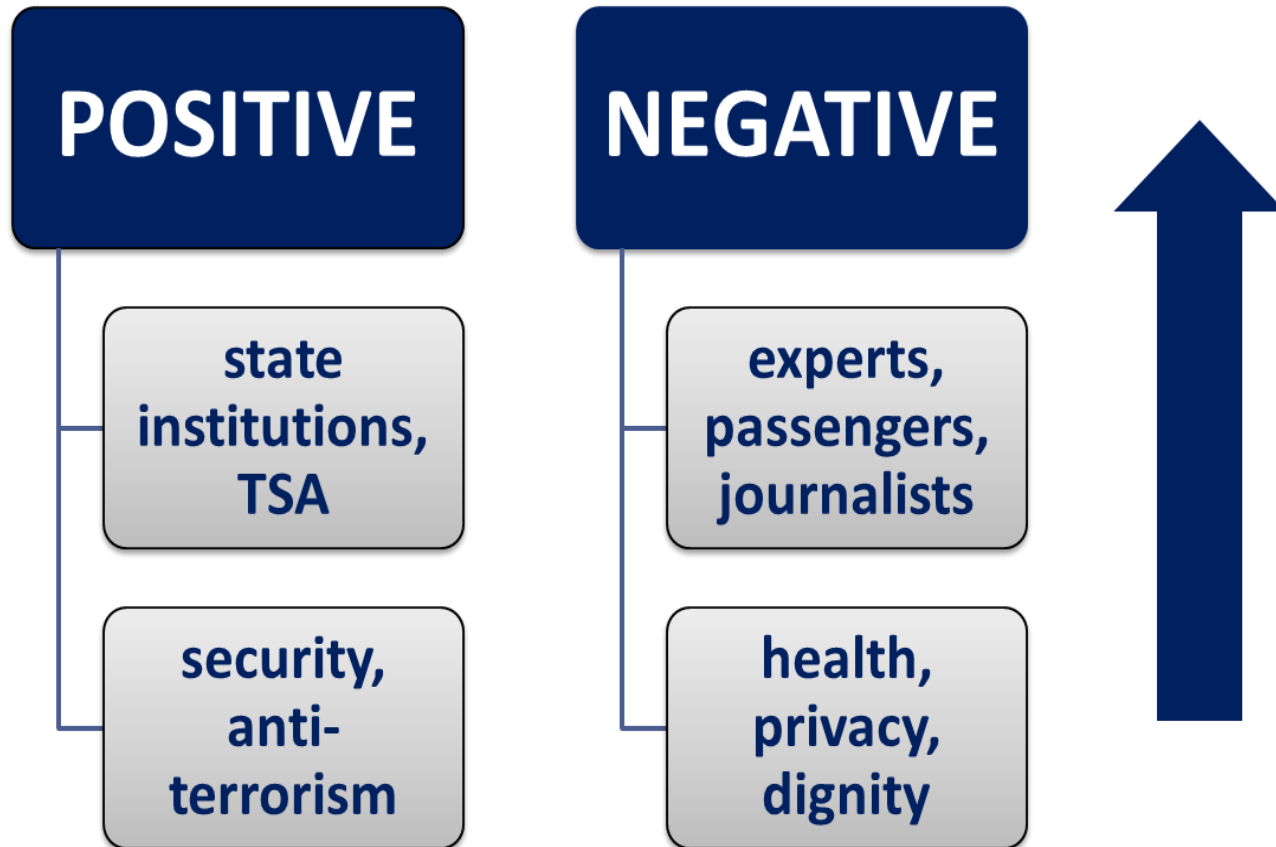 POSITIVE
state
institutions,
TSA
security,
anti-
terrorism
NEGATIVE
experts,
passengers,
journalists
health,
privacy,
dignity